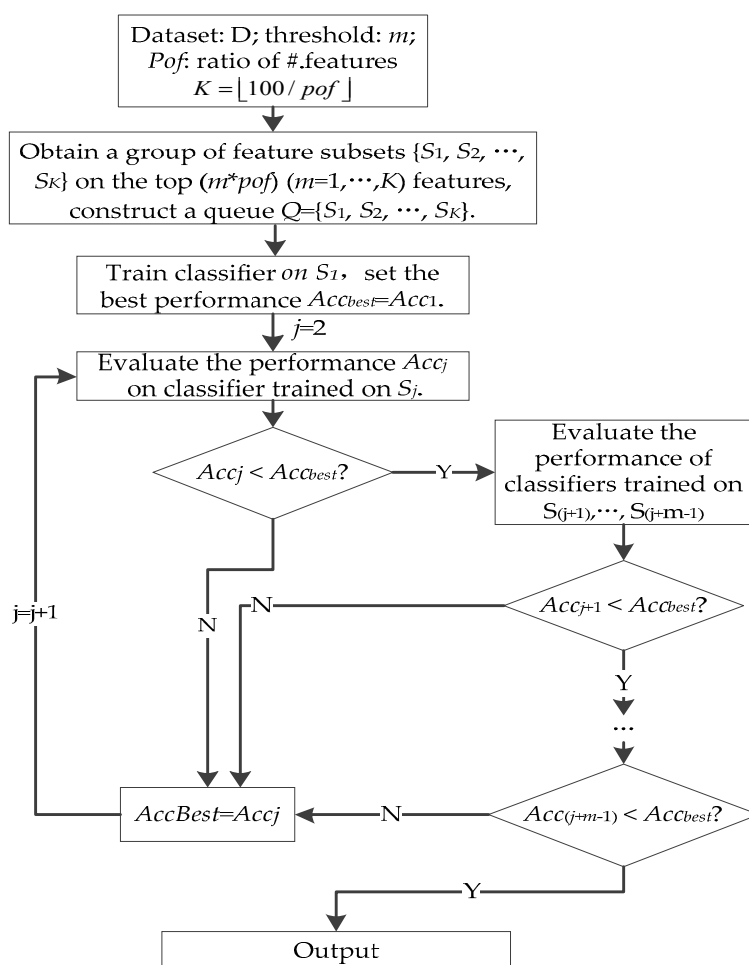 Dataset: D; threshold: m;
Pof: ratio of #.features
K = ⌊100 / pof⌋
Obtain a group of feature subsets {S1, S2, ⋯,
SK} on the top (m*pof) (m=1,⋯,K) features,
construct a queue Q={S1, S2, ⋯, SK}.
Train classifier on S1, set the
best performance Accbest=Acc1.
j=2
Evaluate the performance Accj
on classifier trained on Sj.
Accj < Accbest?
Y
Evaluate the
performance of
classifiers trained on
S(j+1),⋯, S(j+m-1)
N
Accj+1 < Accbest?
N
Y
...
j=j+1
AccBest=Accj
N
Acc(j+m-1) < Accbest?
Y
Output